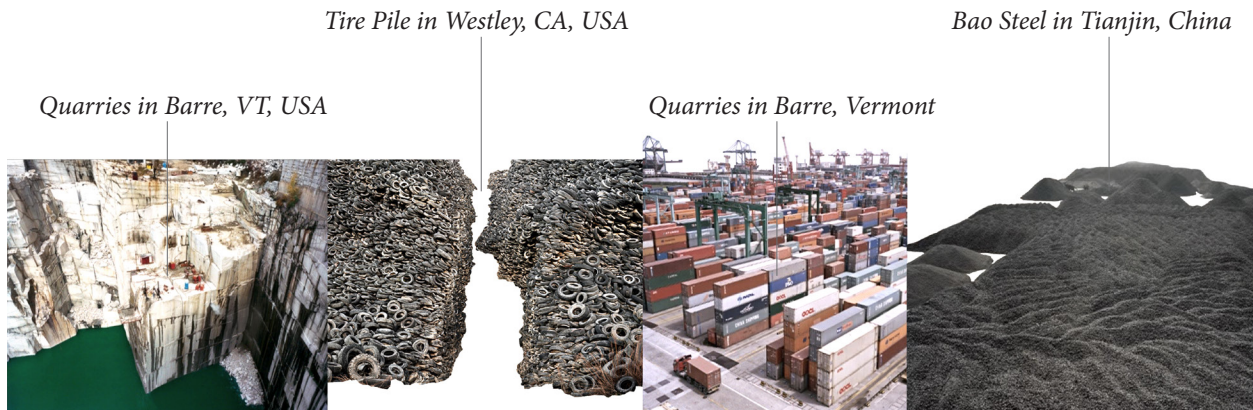 Tire Pile in Westley, CA, USA
Bao Steel in Tianjin, China
Quarries in Barre, VT, USA
Quarries in Barre, Vermont